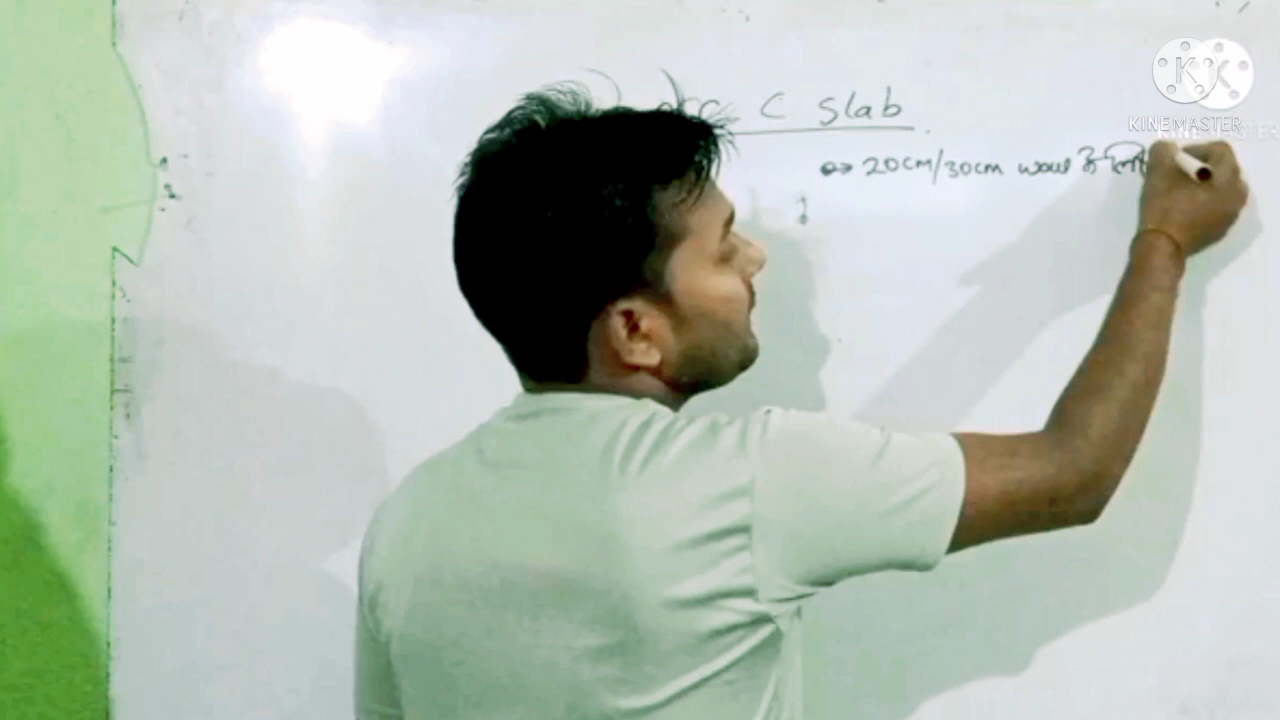 C Slab
20cm/30cm wall के लि
KINEMASTER